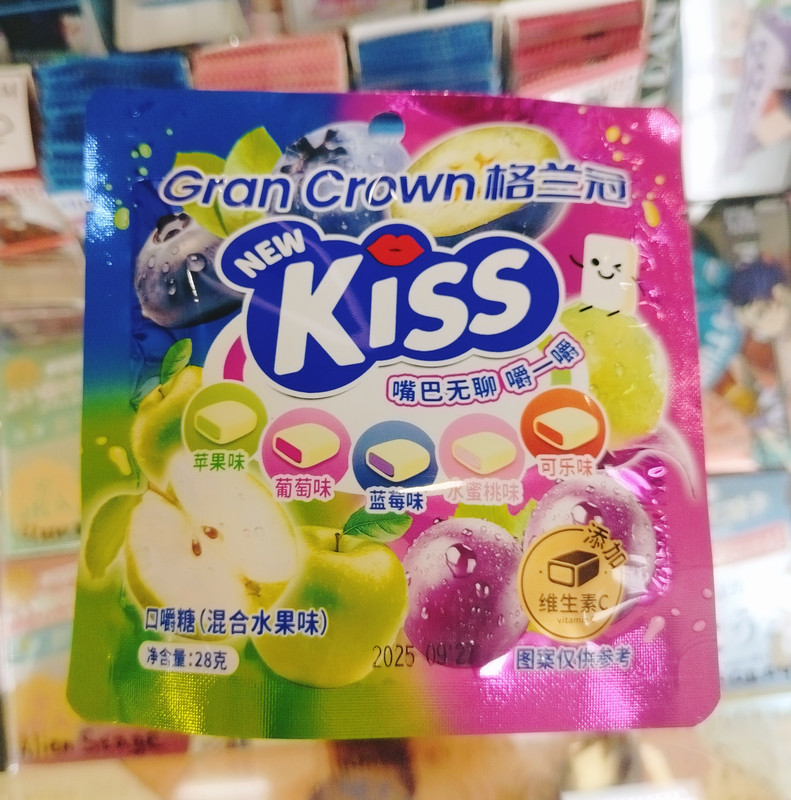 Gran Crown 格兰冠
NEW
KiSS
嘴巴无聊 嚼一嚼
苹果味
葡萄味
蓝莓味
水蜜桃味
可乐味
添加
维生素C
口嚼糖(混合水果味)
净含量:28克
2025 09
图案仅供参考